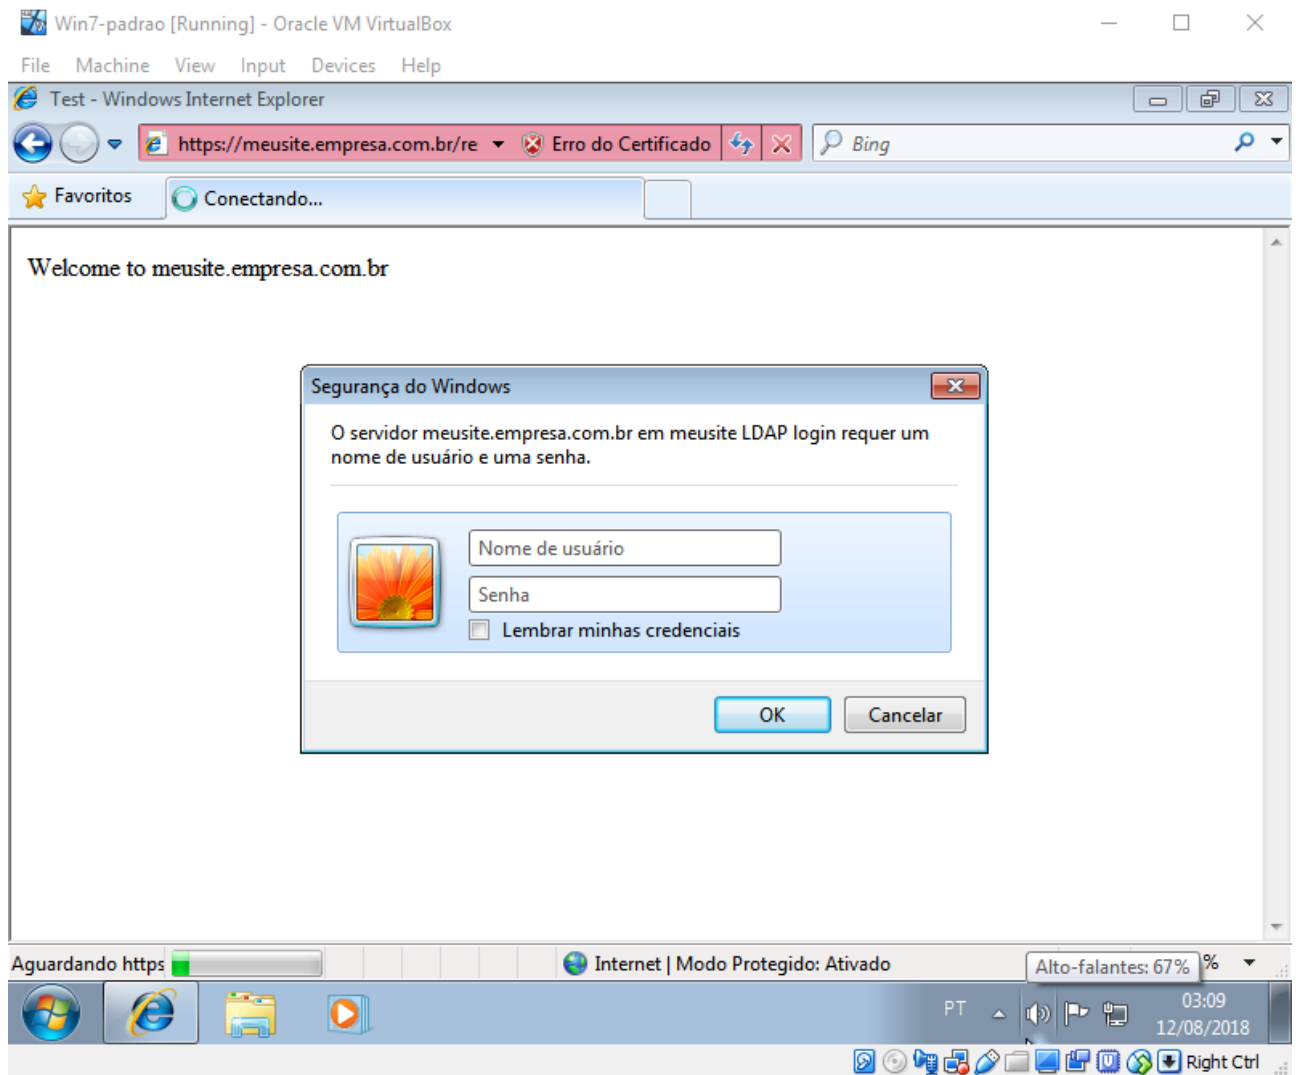 Win7-padrao [Running] - Oracle VM VirtualBox
File Machine View Input Devices Help
Test - Windows Internet Explorer
https://meusite.empresa.com.br/re Erro do Certificado Bing
Favoritos Conectando...
Welcome to meusite.empresa.com.br
Segurança do Windows
O servidor meusite.empresa.com.br em meusite LDAP login requer um
nome de usuário e uma senha.
Nome de usuário
Senha
Lembrar minhas credenciais
OK Cancelar
Aguardando https Internet | Modo Protegido: Ativado Alto-falantes: 67% %
PT 03:09
12/08/2018
Right Ctrl